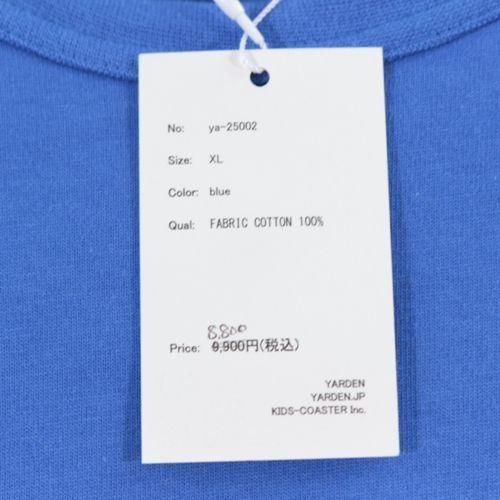 No: ya-25002
Size: XL
Color: blue
Qual: FABRIC COTTON 100%
8,800
Price: 9,900円(税込)
YARDEN
YARDEN.JP
KIDS-COASTER Inc.